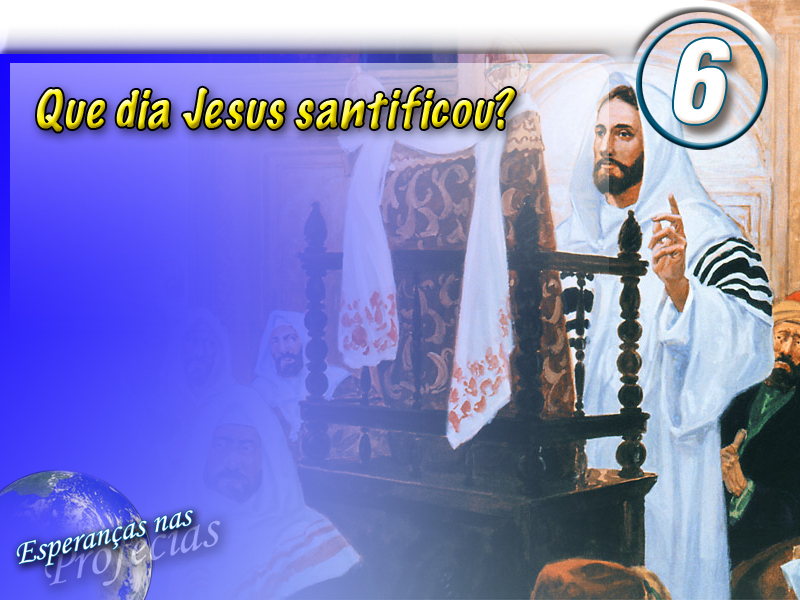 6
Que dia Jesus santificou?
Esperanças nas
Profecias